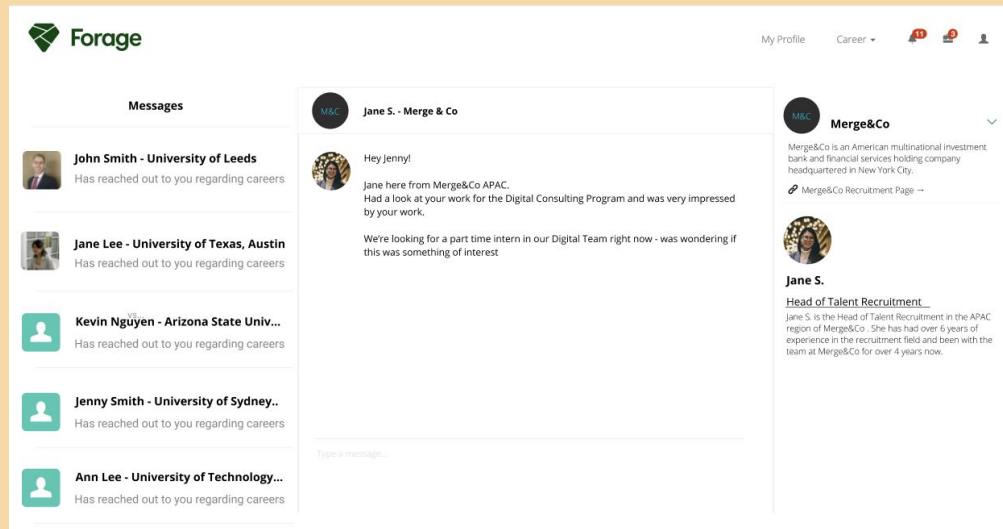 Forage
My Profile
Career
11
3
Messages
John Smith - University of Leeds
Has reached out to you regarding careers
Jane Lee - University of Texas, Austin
Has reached out to you regarding careers
vs...
Kevin Nguyen - Arizona State Univ...
Has reached out to you regarding careers
Jenny Smith - University of Sydney..
Has reached out to you regarding careers
Ann Lee - University of Technology...
Has reached out to you regarding careers
M&C
Jane S. - Merge & Co
Hey Jenny!
Jane here from Merge&Co APAC.
Had a look at your work for the Digital Consulting Program and was very impressed
by your work.
We're looking for a part time intern in our Digital Team right now - was wondering if
this was something of interest
Type a message...
M&C
Merge&Co
Merge&Co is an American multinational investment
bank and financial services holding company
headquartered in New York City.
Merge&Co Recruitment Page →
Jane S.
Head of Talent Recruitment
Jane S. is the Head of Talent Recruitment in the APAC
region of Merge&Co . She has had over 6 years of
experience in the recruitment field and been with the
team at Merge&Co for over 4 years now.